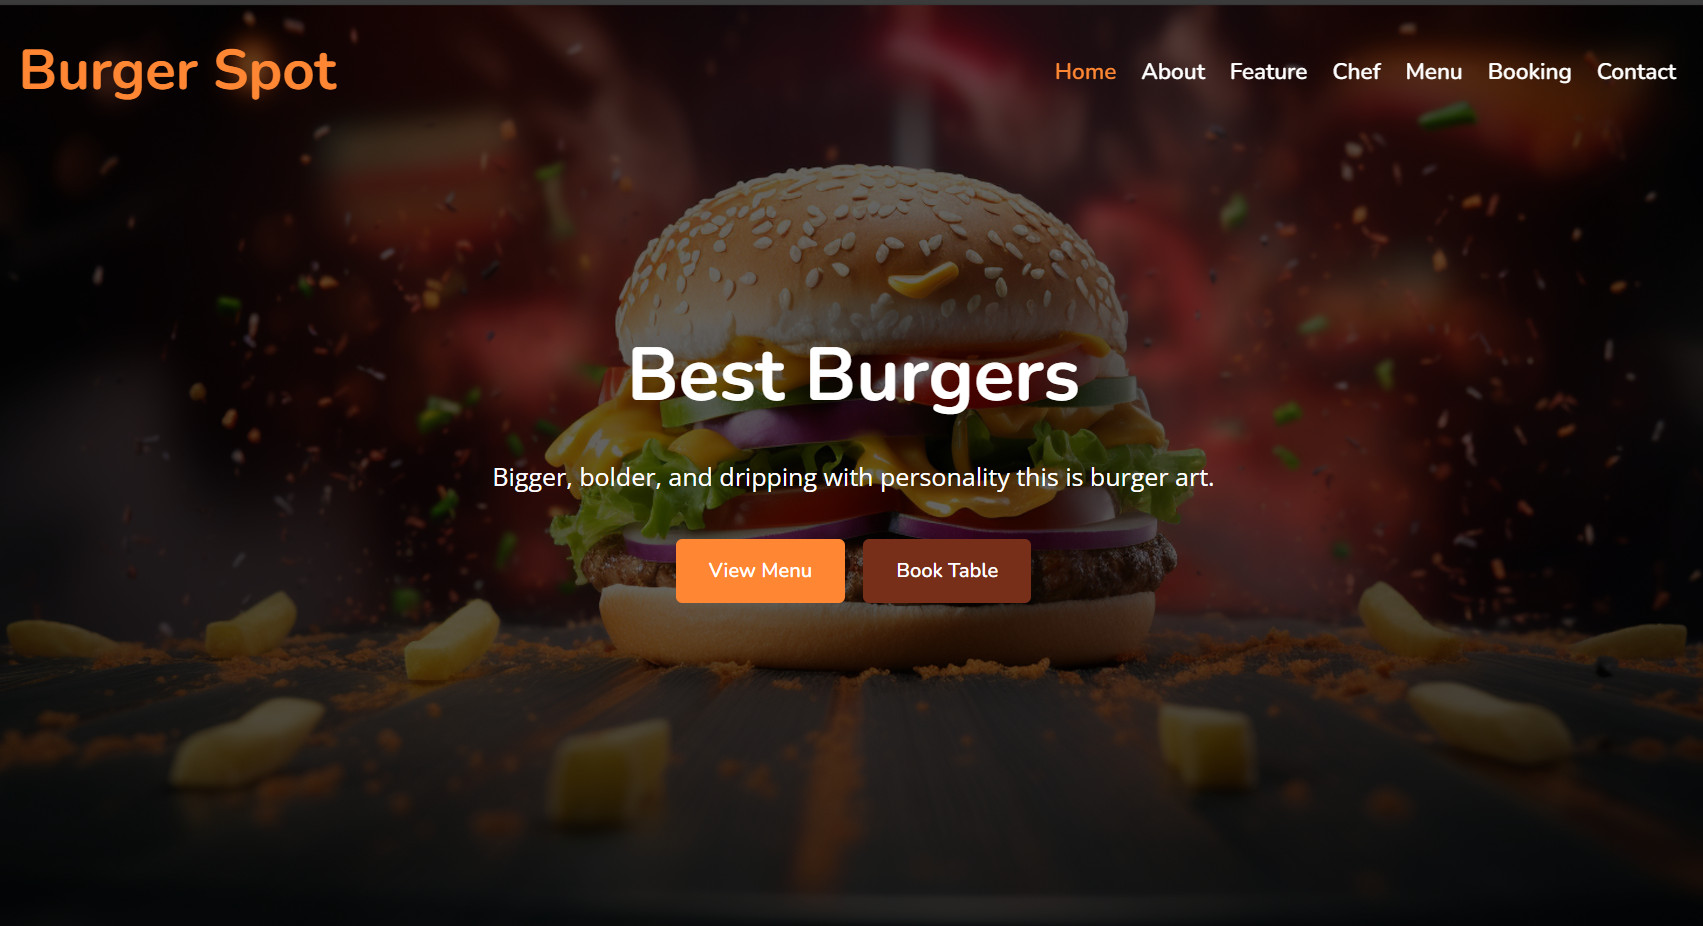 Burger Spot
Home About Feature Chef Menu Booking Contact
Best Burgers
Bigger, bolder, and dripping with personality this is burger art.
View Menu Book Table